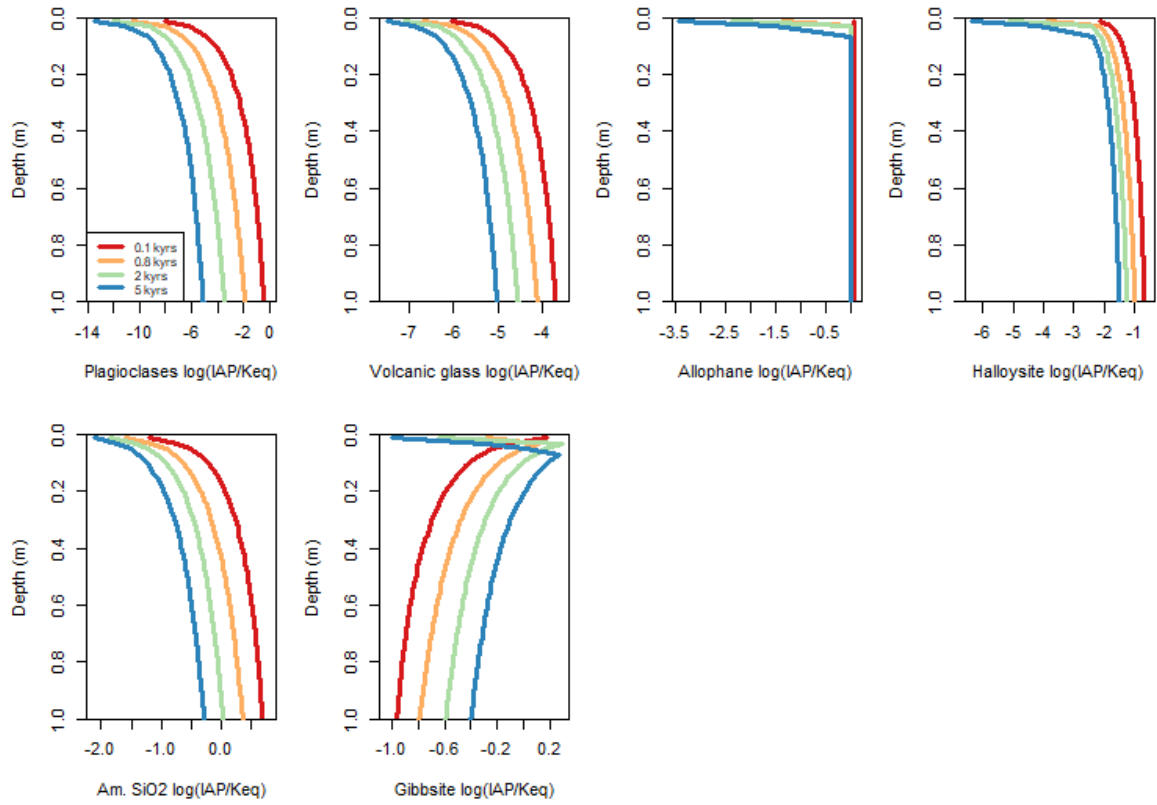 Depth (m)
0.0
0.2
0.4
0.6
0.8
1.0
0.1 kyrs
0.8 kyrs
2 kyrs
5 kyrs
-14 -10 -6 -2 0
Plagioclases log(IAP/Keq)
Depth (m)
0.0
0.2
0.4
0.6
0.8
1.0
-7 -6 -5 -4
Volcanic glass log(IAP/Keq)
Depth (m)
0.0
0.2
0.4
0.6
0.8
1.0
-3.5 -2.5 -1.5 -0.5
Allophane log(IAP/Keq)
Depth (m)
0.0
0.2
0.4
0.6
0.8
1.0
-6 -5 -4 -3 -2 -1
Halloysite log(IAP/Keq)
Depth (m)
0.0
0.2
0.4
0.6
0.8
1.0
-2.0 -1.0 0.0
Am. SiO2 log(IAP/Keq)
Depth (m)
0.0
0.2
0.4
0.6
0.8
1.0
-1.0 -0.6 -0.2 0.2
Gibbsite log(IAP/Keq)